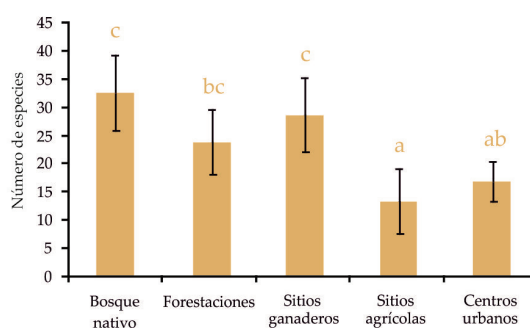 45
40
35
30
25
20
15
10
5
0
Número de especies
c
bc
c
a
ab
Bosque
nativo
Forestaciones
Sitios
ganaderos
Sitios
agrícolas
Centros
urbanos